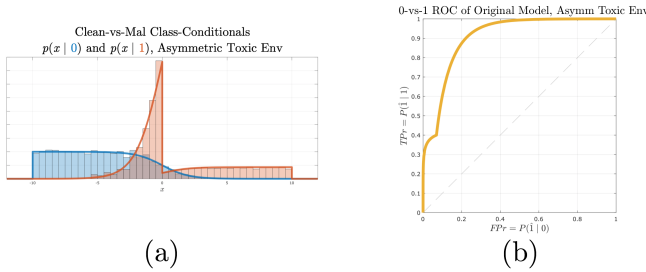 Clean-vs-Mal Class-Conditionals
p(x | 0) and p(x | 1), Asymmetric Toxic Env
-10 -5 0 5 10
x
(a)
0-vs-1 ROC of Original Model, Asymm Toxic Env
1
0.9
0.8
0.7
0.6
0.5
0.4
0.3
0.2
0.1
0
TPr = P(1̂ | 1)
0 0.2 0.4 0.6 0.8 1
FPr = P(1̂ | 0)
(b)